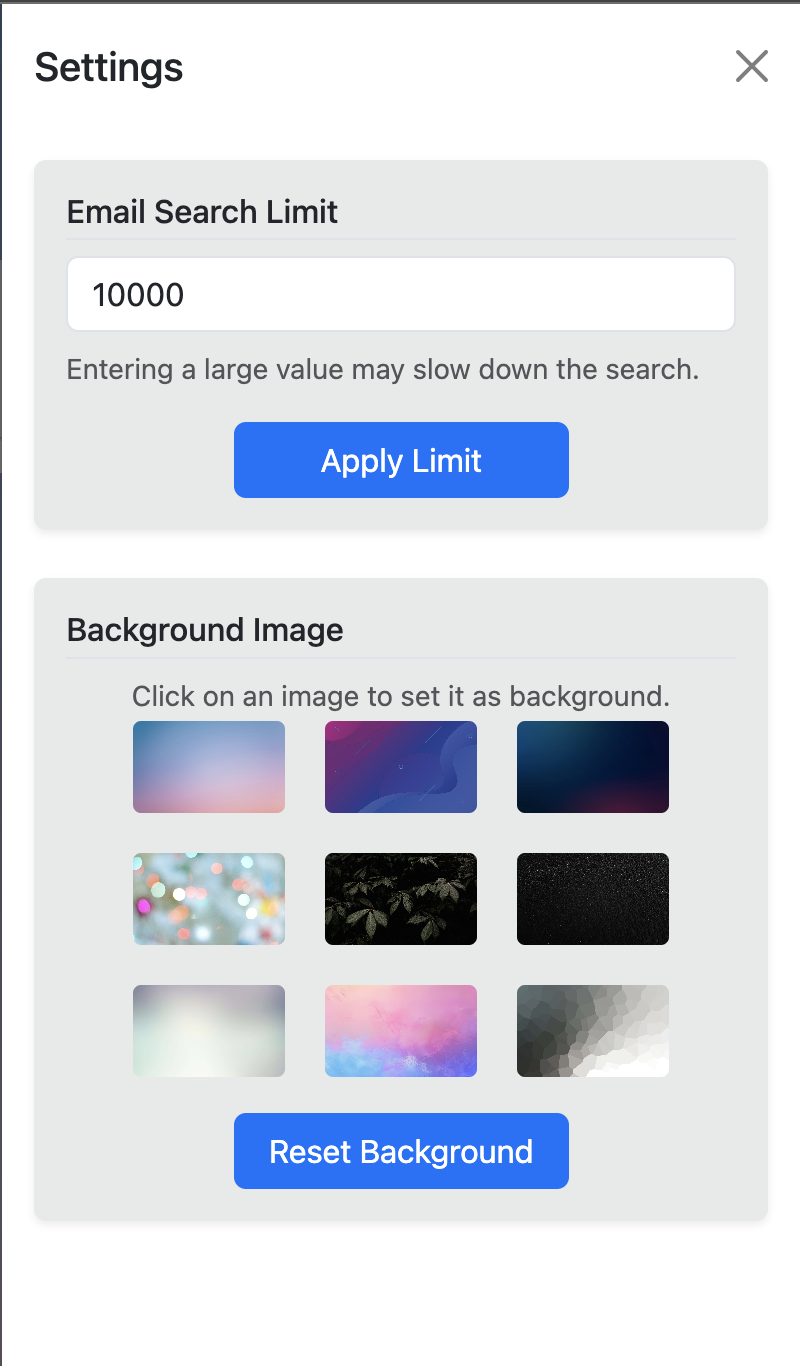 Settings
Email Search Limit
10000
Entering a large value may slow down the search.
Apply Limit
Background Image
Click on an image to set it as background.
Reset Background